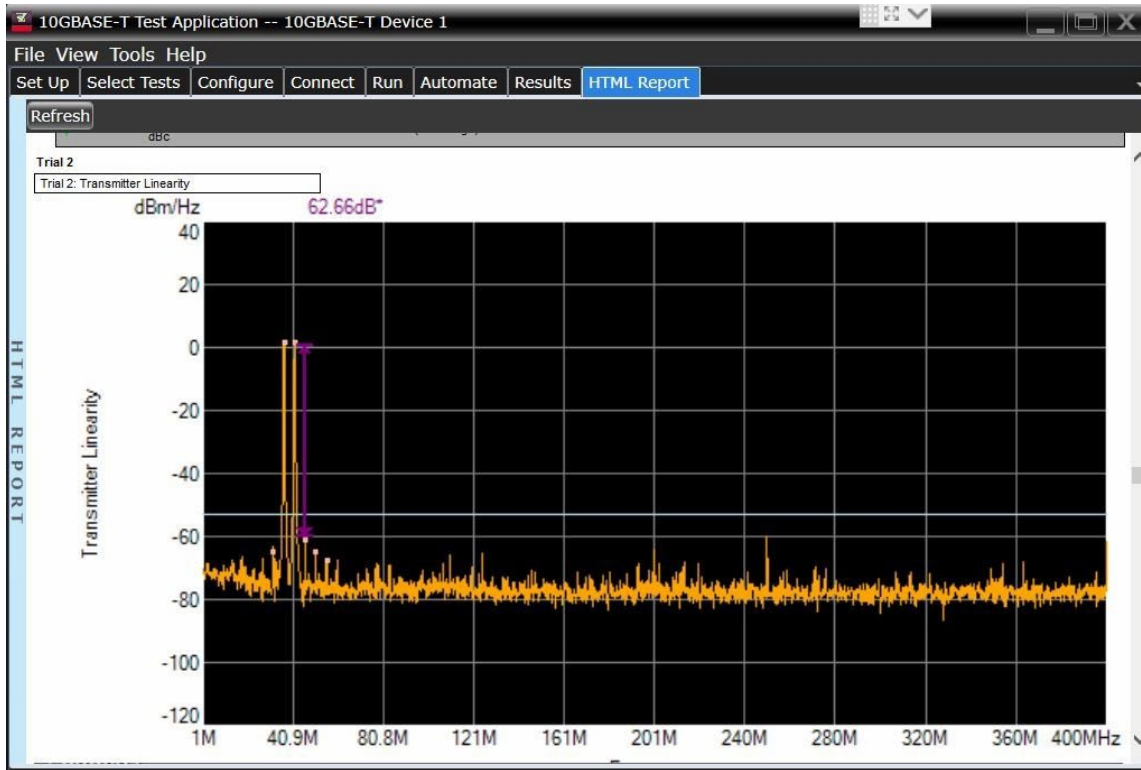 10GBASE-T Test Application -- 10GBASE-T Device 1
File View Tools Help
Set Up Select Tests Configure Connect Run Automate Results HTML Report
Refresh
dBc
Trial 2
Trial 2: Transmitter Linearity
dBm/Hz 62.66dB*
40
20
0
-20
-40
-60
-80
-100
-120
Transmitter Linearity
HTML REPORT
1M 40.9M 80.8M 121M 161M 201M 240M 280M 320M 360M 400MHz